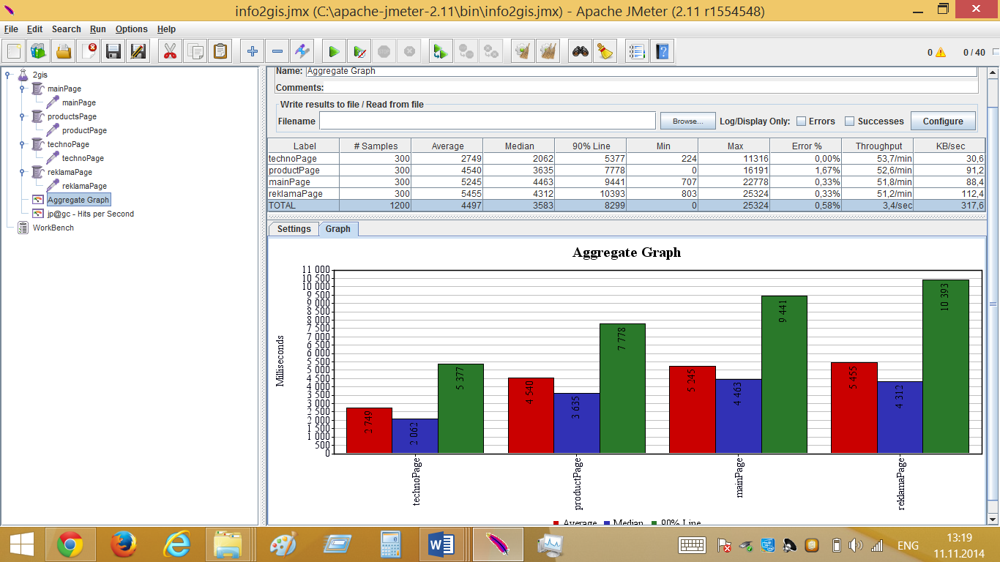 info2gis.jmx (C:\apache-jmeter-2.11\bin\info2gis.jmx) - Apache JMeter (2.11 r1554548)
File Edit Search Run Options Help
0 0 / 40
2gis
mainPage
mainPage
productsPage
productPage
technoPage
technoPage
reklamaPage
reklamaPage
Aggregate Graph
jp@gc - Hits per Second
WorkBench
Name: Aggregate Graph
Comments:
Write results to file / Read from file
Filename Browse... Log/Display Only: Errors Successes Configure
Label # Samples Average Median 90% Line Min Max Error % Throughput KB/sec
technoPage 300 2749 2062 5377 224 11316 0,00% 53,7/min 30,6
productPage 300 4540 3635 7778 0 16191 1,67% 52,6/min 91,2
mainPage 300 5245 4463 9441 707 22778 0,33% 51,8/min 88,4
reklamaPage 300 5455 4312 10393 803 25324 0,33% 51,2/min 112,4
TOTAL 1200 4497 3583 8299 0 25324 0,58% 3,4/sec 317,6
Settings Graph
Aggregate Graph
Milliseconds
11 000
10 500
10 000
9 500
9 000
8 500
8 000
7 500
7 000
6 500
6 000
5 500
5 000
4 500
4 000
3 500
3 000
2 500
2 000
1 500
1 000
500
0
2 749
2 062
5 377
4 540
3 635
7 778
5 245
4 463
9 441
5 455
4 312
10 393
technoPage
productPage
mainPage
reklamaPage
Average Median 90% Line
ENG
13:19
11.11.2014